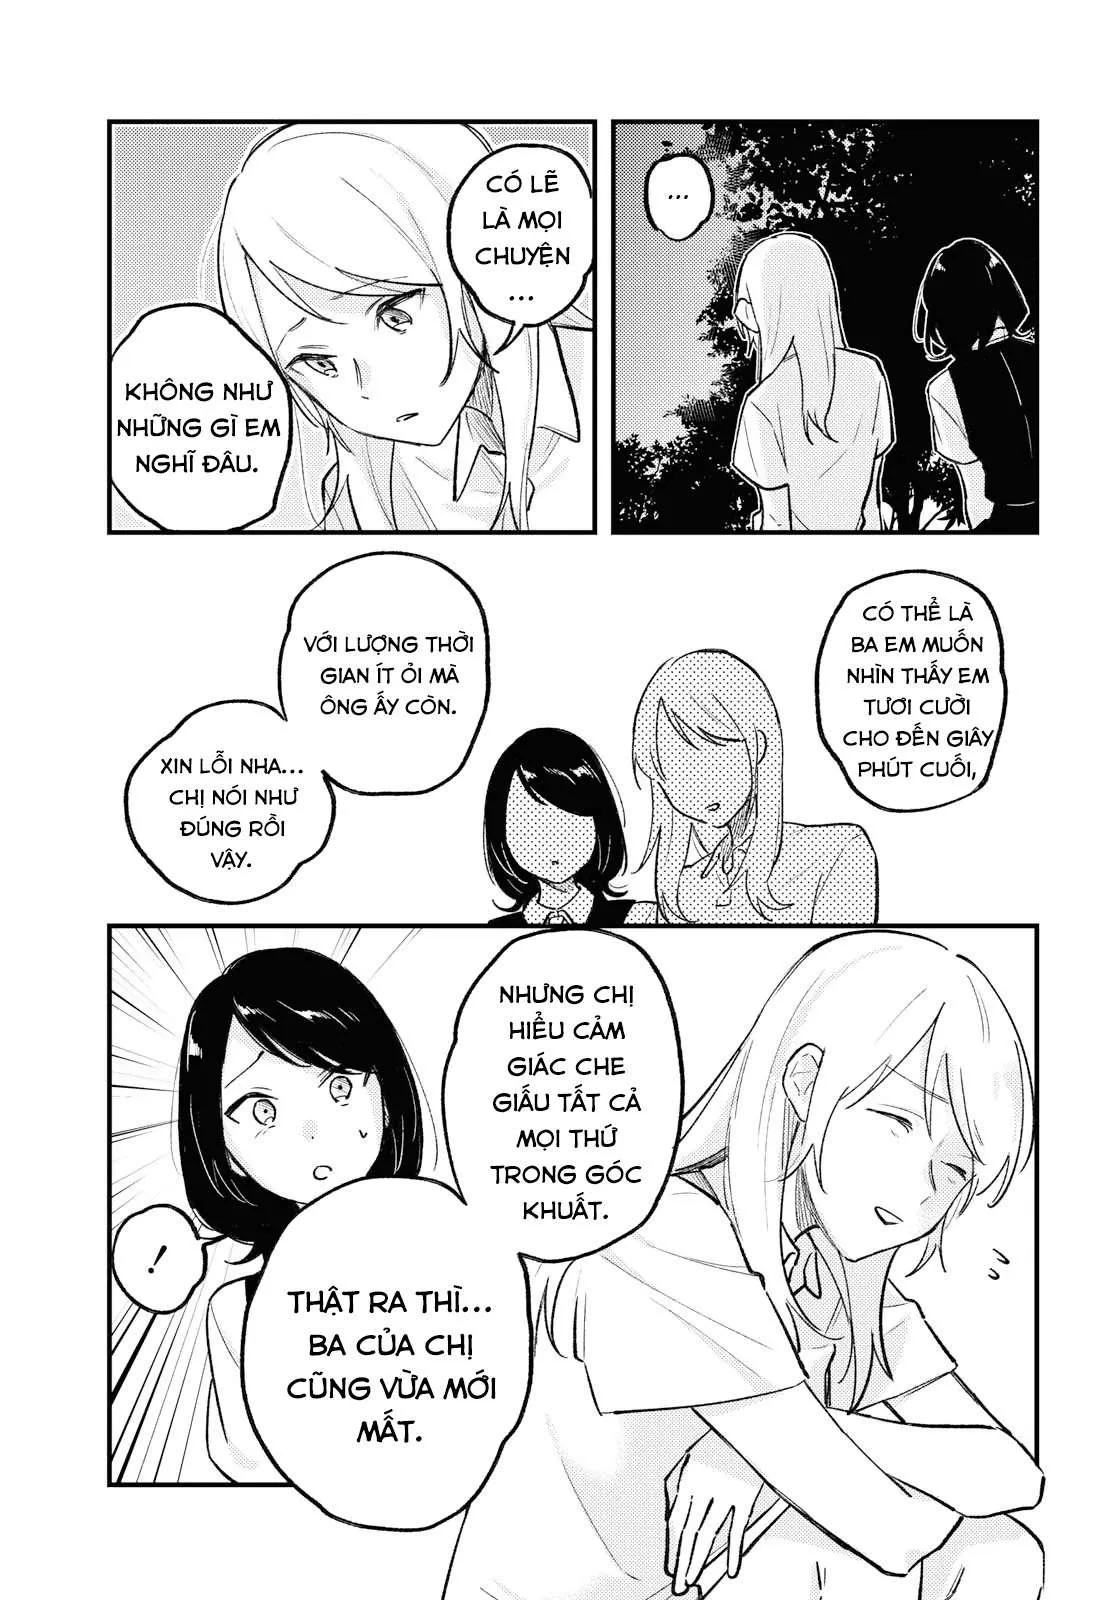 ...
CÓ LẼ
LÀ MỌI
CHUYỆN
...
KHÔNG NHƯ
NHỮNG GÌ EM
NGHĨ ĐÂU.
CÓ THỂ LÀ
BA EM MUỐN
NHÌN THẤY EM
TƯƠI CƯỜI
CHO ĐẾN GIÂY
PHÚT CUỐI,
VỚI LƯỢNG THỜI
GIAN ÍT ỎI MÀ
ÔNG ẤY CÒN.
XIN LỖI NHA...
CHỊ NÓI NHƯ
ĐÚNG RỒI
VẬY.
NHƯNG CHỊ
HIỂU CẢM
GIÁC CHE
GIẤU TẤT CẢ
MỌI THỨ
TRONG GÓC
KHUẤT.
THẬT RA THÌ...
BA CỦA CHỊ
CŨNG VỪA MỚI
MẤT.
!